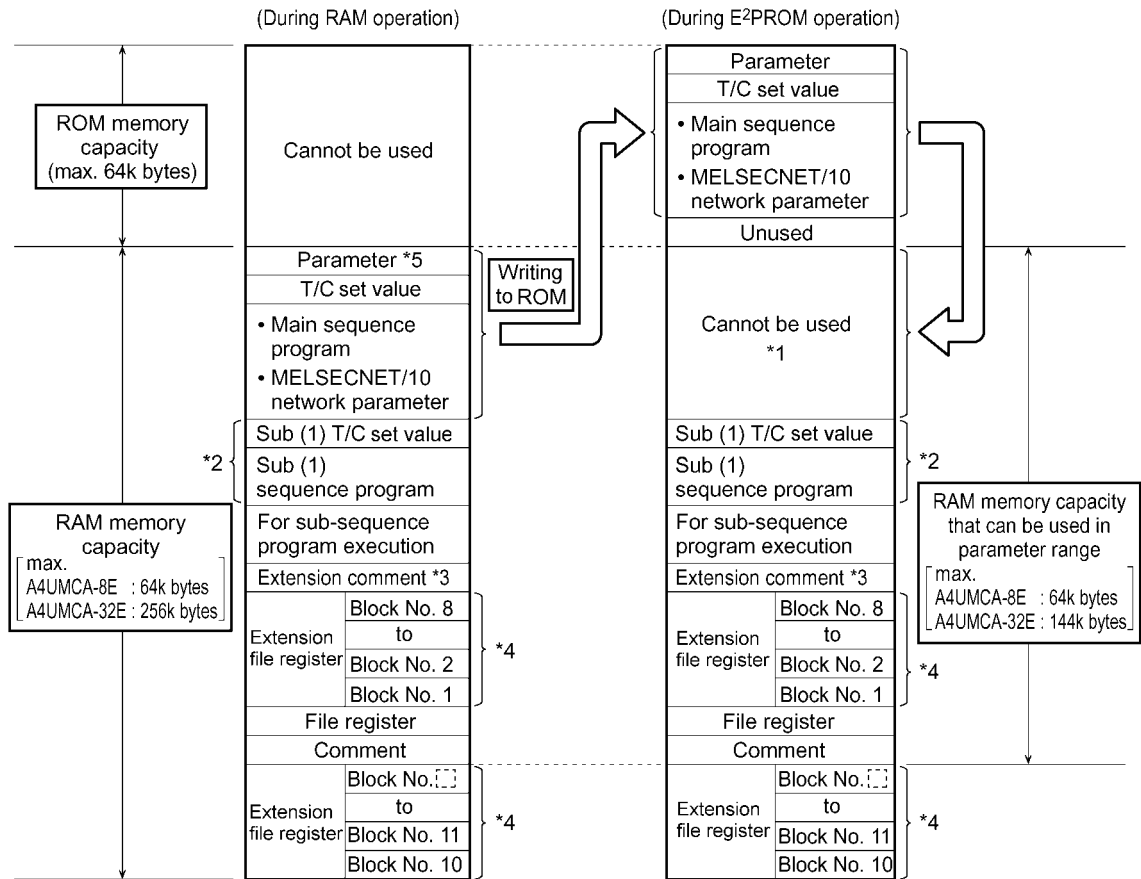 (During RAM operation)
(During E²PROM operation)
ROM memory
capacity
(max. 64k bytes)
Cannot be used
Parameter
T/C set value
• Main sequence
program
• MELSECNET/10
network parameter
Unused
Parameter *5
T/C set value
• Main sequence
program
• MELSECNET/10
network parameter
Writing
to ROM
Cannot be used
*1
*2
Sub (1) T/C set value
Sub (1)
sequence program
For sub-sequence
program execution
Extension comment *3
Extension
file register
Block No. 8
to
Block No. 2
Block No. 1
*4
File register
Comment
Extension
file register
Block No.
to
Block No. 11
Block No. 10
*4
RAM memory
capacity
max.
A4UMCA-8E : 64k bytes
A4UMCA-32E : 256k bytes
Sub (1) T/C set value
Sub (1)
sequence program
*2
For sub-sequence
program execution
Extension comment *3
Extension
file register
Block No. 8
to
Block No. 2
Block No. 1
*4
File register
Comment
Extension
file register
Block No.
to
Block No. 11
Block No. 10
*4
RAM memory capacity
that can be used in
parameter range
max.
A4UMCA-8E : 64k bytes
A4UMCA-32E : 144k bytes